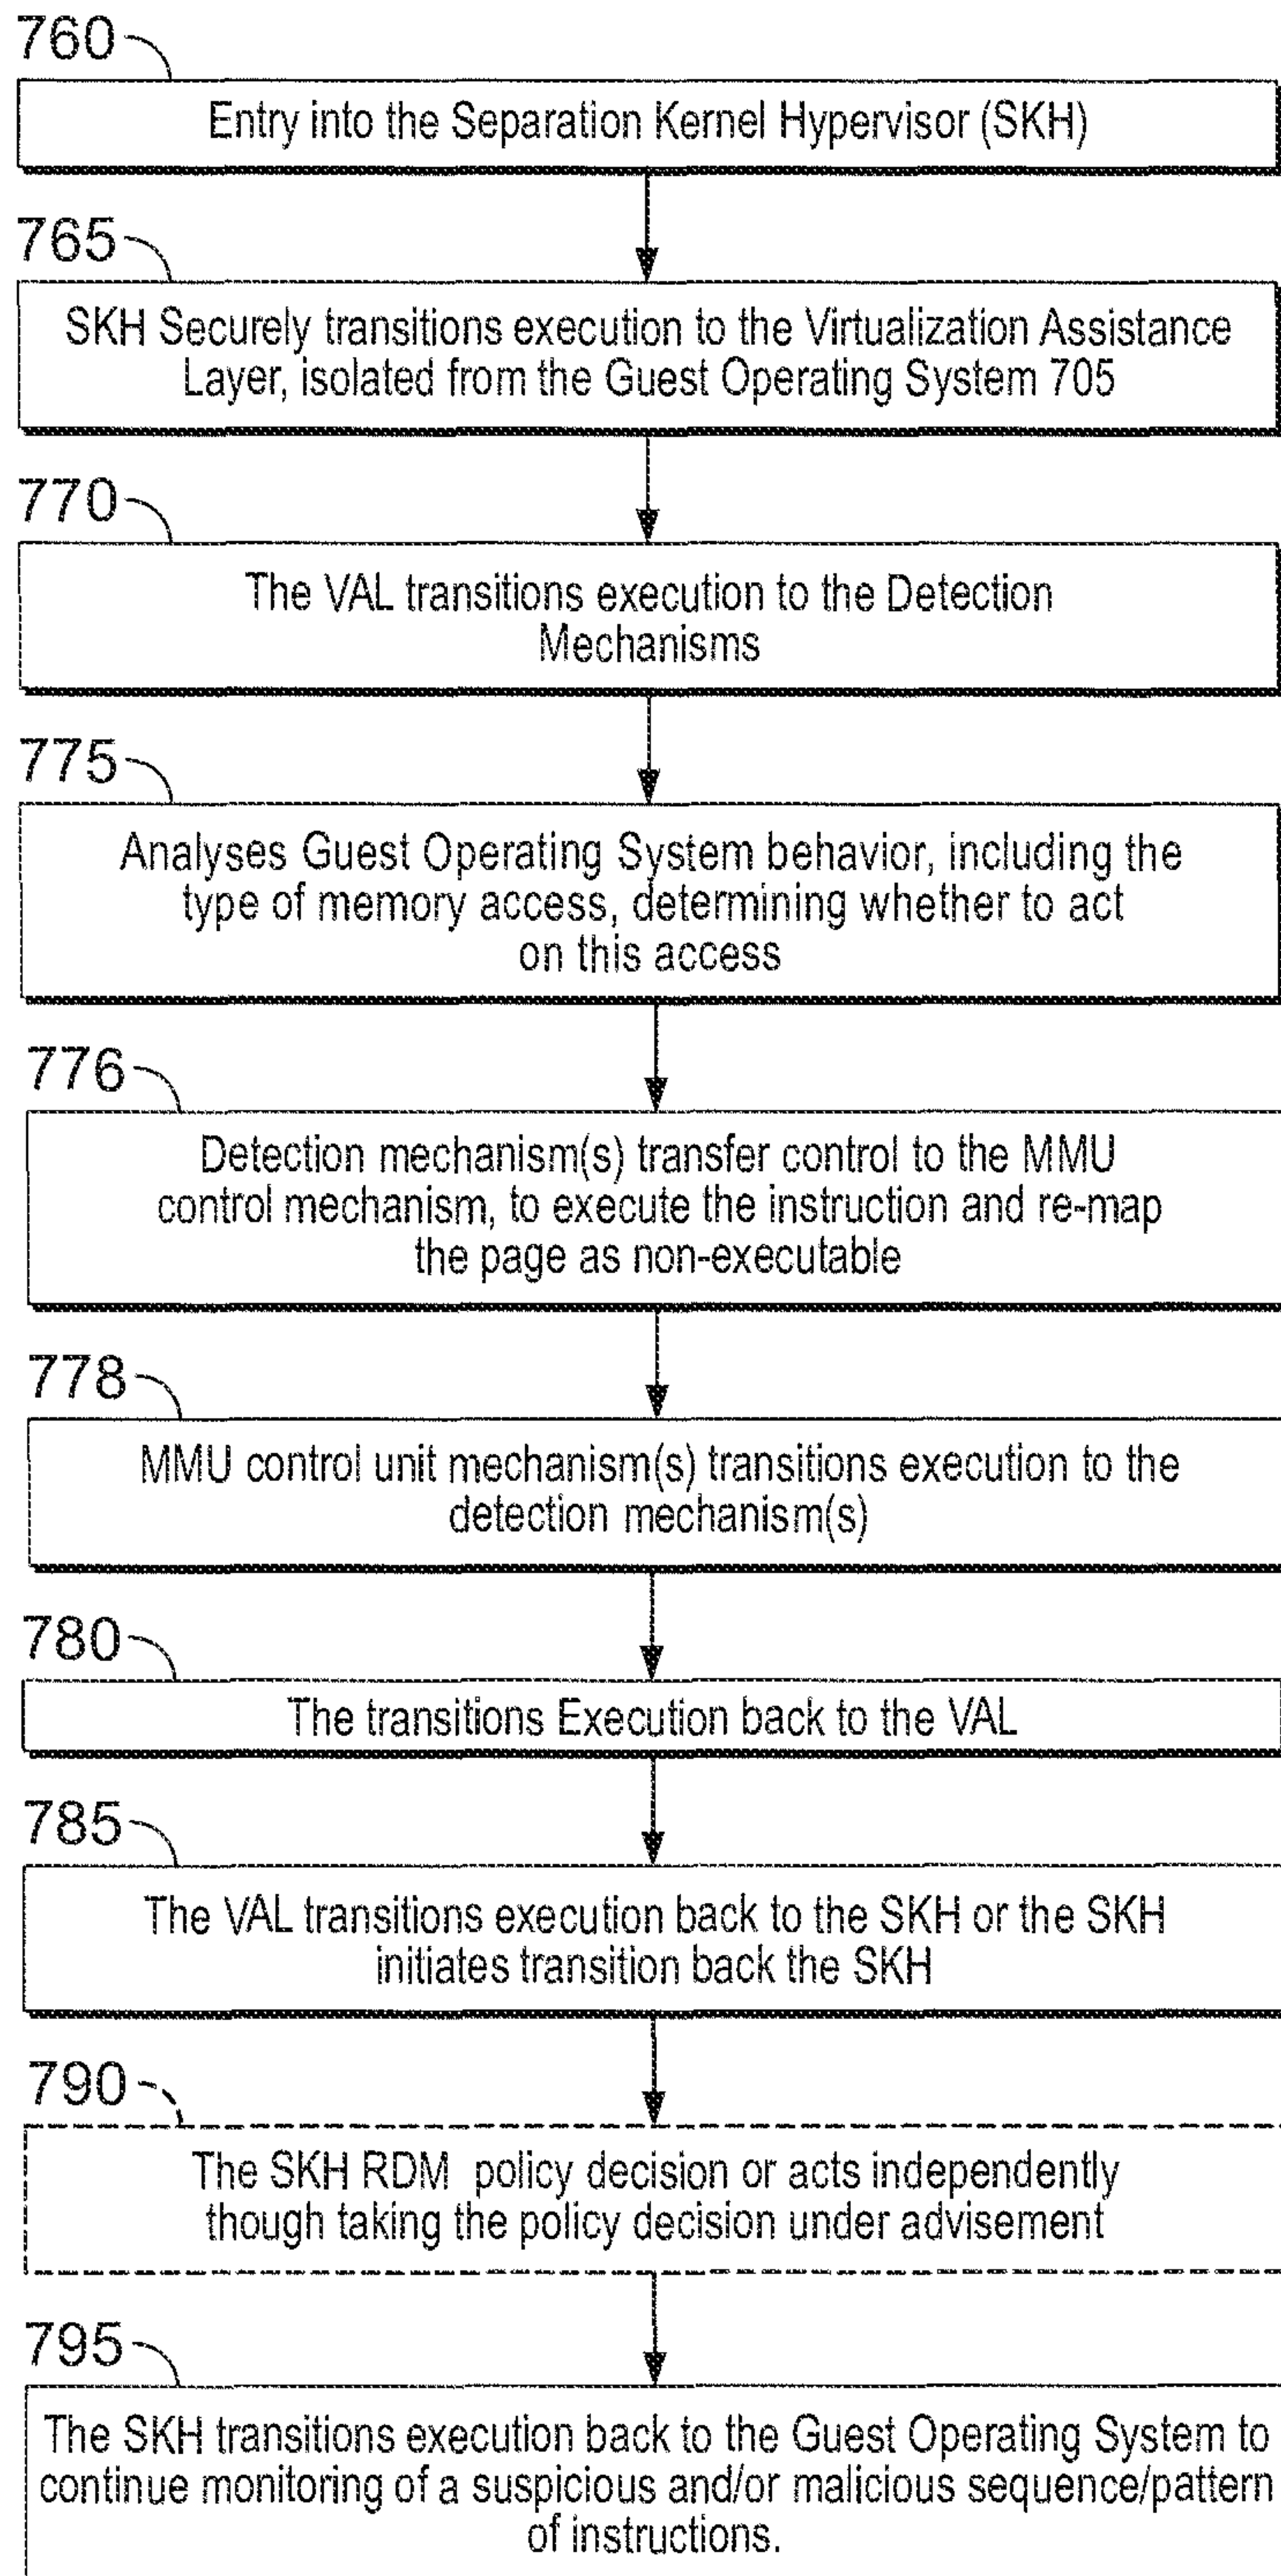 760
Entry into the Separation Kernel Hypervisor (SKH)
765
SKH Securely transitions execution to the Virtualization Assistance
Layer, isolated from the Guest Operating System 705
770
The VAL transitions execution to the Detection
Mechanisms
775
Analyses Guest Operating System behavior, including the
type of memory access, determining whether to act
on this access
776
Detection mechanism(s) transfer control to the MMU
control mechanism, to execute the instruction and re-map
the page as non-executable
778
MMU control unit mechanism(s) transitions execution to the
detection mechanism(s)
780
The transitions Execution back to the VAL
785
The VAL transitions execution back to the SKH or the SKH
initiates transition back the SKH
790
The SKH RDM policy decision or acts independently
though taking the policy decision under advisement
795
The SKH transitions execution back to the Guest Operating System to
continue monitoring of a suspicious and/or malicious sequence/pattern
of instructions.